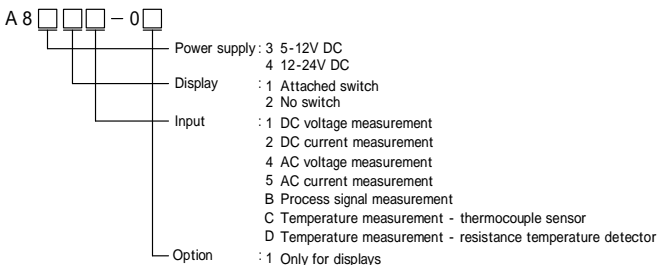 A8□□□-0□
Power supply : 3 5-12V DC
4 12-24V DC
Display : 1 Attached switch
2 No switch
Input : 1 DC voltage measurement
2 DC current measurement
4 AC voltage measurement
5 AC current measurement
B Process signal measurement
C Temperature measurement - thermocouple sensor
D Temperature measurement - resistance temperature detector
Option : 1 Only for displays